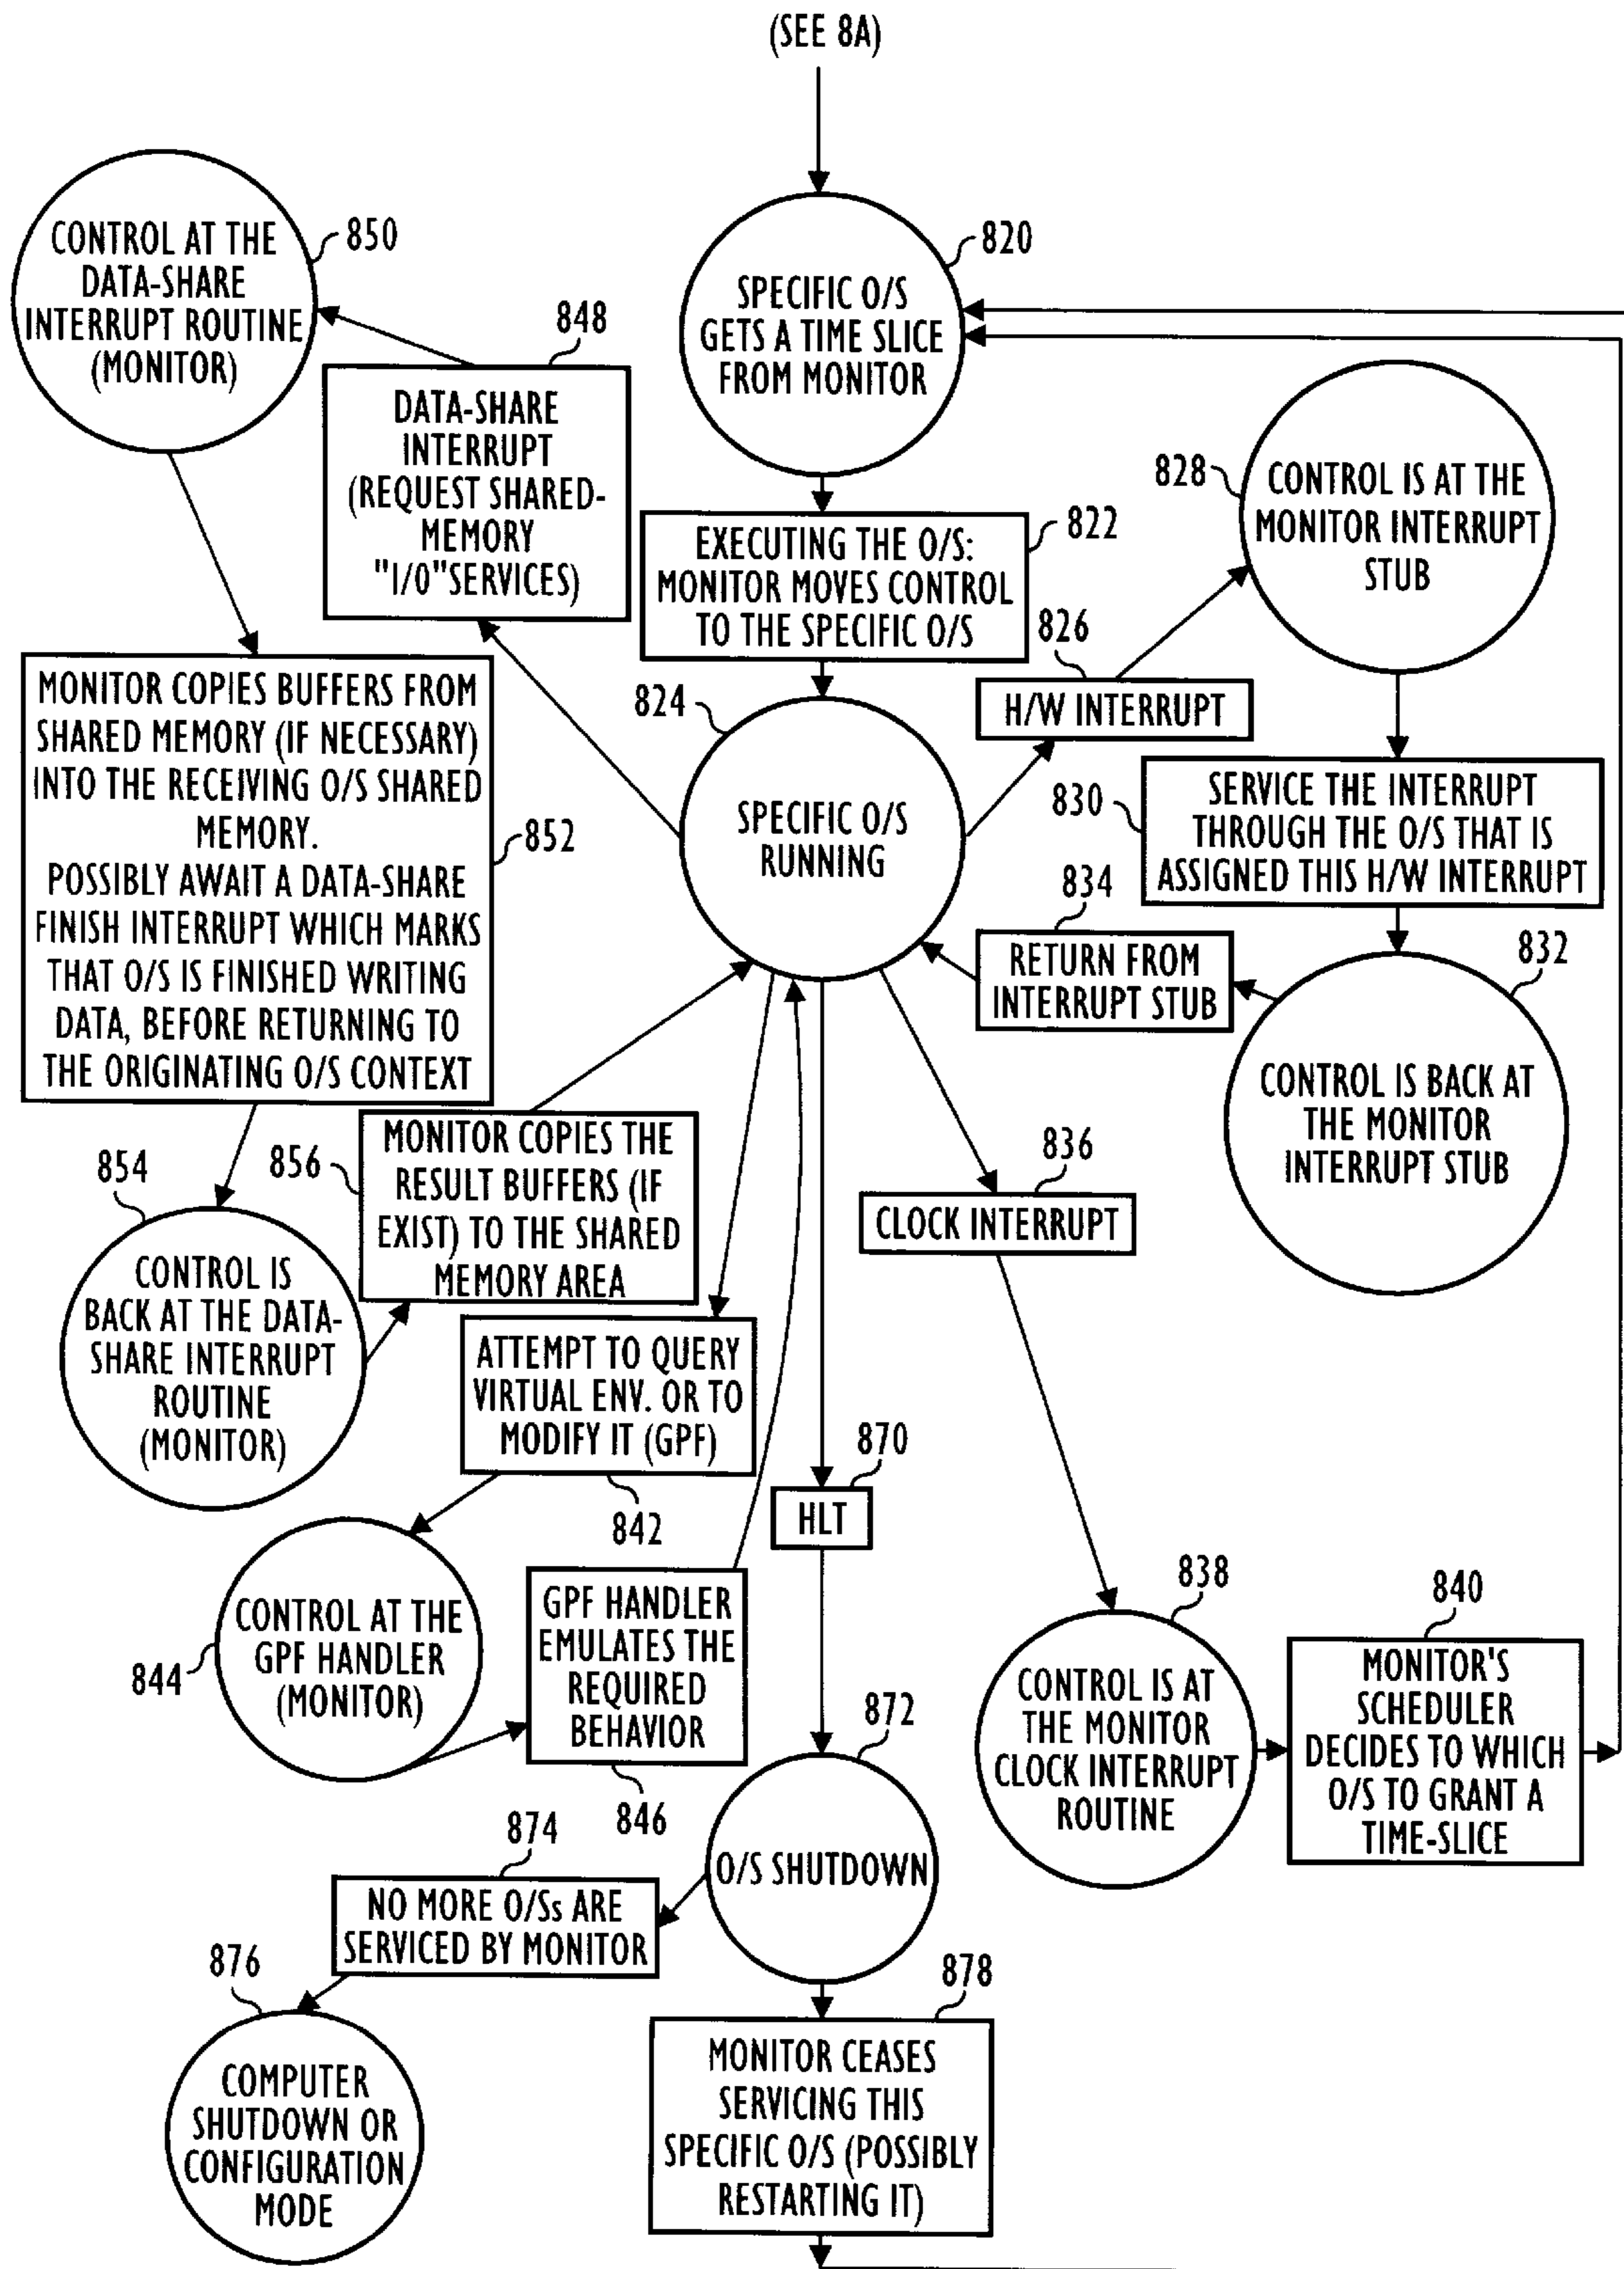 (SEE 8A)
850
CONTROL AT THE
DATA-SHARE
INTERRUPT ROUTINE
(MONITOR)
820
SPECIFIC O/S
GETS A TIME SLICE
FROM MONITOR
848
DATA-SHARE
INTERRUPT
(REQUEST SHARED-
MEMORY
"I/O"SERVICES)
822
EXECUTING THE O/S:
MONITOR MOVES CONTROL
TO THE SPECIFIC O/S
828
CONTROL IS AT THE
MONITOR INTERRUPT
STUB
826
H/W INTERRUPT
824
SPECIFIC O/S
RUNNING
830
SERVICE THE INTERRUPT
THROUGH THE O/S THAT IS
ASSIGNED THIS H/W INTERRUPT
834
RETURN FROM
INTERRUPT STUB
832
CONTROL IS BACK AT
THE MONITOR
INTERRUPT STUB
852
MONITOR COPIES BUFFERS FROM
SHARED MEMORY (IF NECESSARY)
INTO THE RECEIVING O/S SHARED
MEMORY.
POSSIBLY AWAIT A DATA-SHARE
FINISH INTERRUPT WHICH MARKS
THAT O/S IS FINISHED WRITING
DATA, BEFORE RETURNING TO
THE ORIGINATING O/S CONTEXT
854
CONTROL IS
BACK AT THE DATA-
SHARE INTERRUPT
ROUTINE
(MONITOR)
856
MONITOR COPIES THE
RESULT BUFFERS (IF
EXIST) TO THE SHARED
MEMORY AREA
836
CLOCK INTERRUPT
ATTEMPT TO QUERY
VIRTUAL ENV. OR TO
MODIFY IT (GPF)
842
870
HLT
844
CONTROL AT THE
GPF HANDLER
(MONITOR)
GPF HANDLER
EMULATES THE
REQUIRED
BEHAVIOR
846
838
CONTROL IS AT
THE MONITOR
CLOCK INTERRUPT
ROUTINE
840
MONITOR'S
SCHEDULER
DECIDES TO WHICH
O/S TO GRANT A
TIME-SLICE
872
O/S SHUTDOWN
874
NO MORE O/Ss ARE
SERVICED BY MONITOR
876
COMPUTER
SHUTDOWN OR
CONFIGURATION
MODE
878
MONITOR CEASES
SERVICING THIS
SPECIFIC O/S (POSSIBLY
RESTARTING IT)